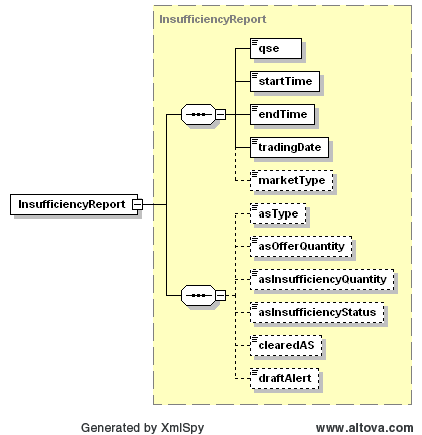 InsufficiencyReport
qse
startTime
endTime
tradingDate
marketType
InsufficiencyReport
asType
asOfferQuantity
asInsufficiencyQuantity
asInsufficiencyStatus
clearedAS
draftAlert
Generated by XmlSpy
www.altova.com